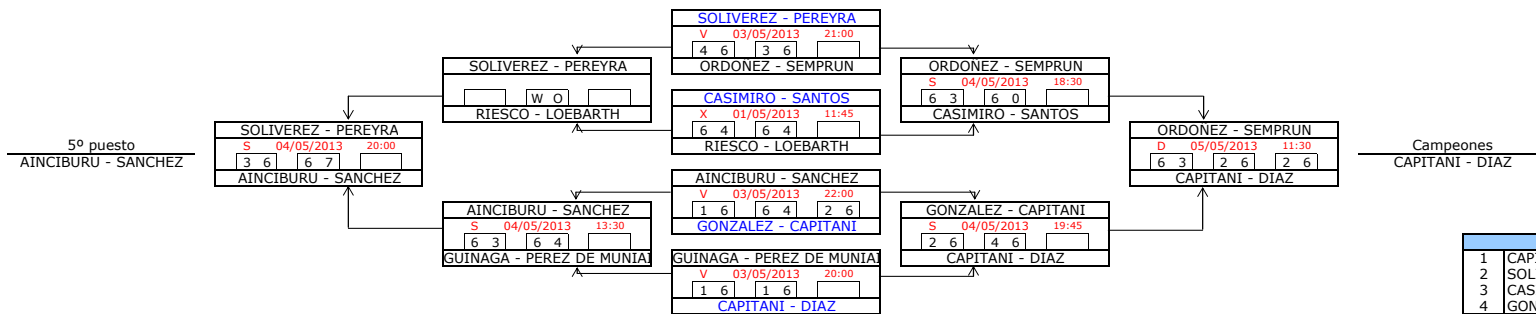 SOLIVEREZ - PEREYRA
V 03/05/2013 21:00
4 6 3 6
ORDOÑEZ - SEMPRUN
SOLIVEREZ - PEREYRA
W O
RIESCO - LOEBARTH
ORDOÑEZ - SEMPRUN
S 04/05/2013 18:30
6 3 6 0
CASIMIRO - SANTOS
CASIMIRO - SANTOS
X 01/05/2013 11:45
6 4 6 4
RIESCO - LOEBARTH
5º puesto
AINCIBURU - SANCHEZ
SOLIVEREZ - PEREYRA
S 04/05/2013 20:00
3 6 6 7
AINCIBURU - SANCHEZ
ORDOÑEZ - SEMPRUN
D 05/05/2013 11:30
6 3 2 6 2 6
CAPITANI - DIAZ
Campeones
CAPITANI - DIAZ
AINCIBURU - SANCHEZ
V 03/05/2013 22:00
1 6 6 4 2 6
GONZALEZ - CAPITANI
AINCIBURU - SANCHEZ
S 04/05/2013 13:30
6 3 6 4
GUINAGA - PEREZ DE MUNIAI
GONZALEZ - CAPITANI
S 04/05/2013 19:45
2 6 4 6
CAPITANI - DIAZ
GUINAGA - PEREZ DE MUNIAI
V 03/05/2013 20:00
1 6 1 6
CAPITANI - DIAZ
1 CAPI
2 SOL
3 CAS
4 GON